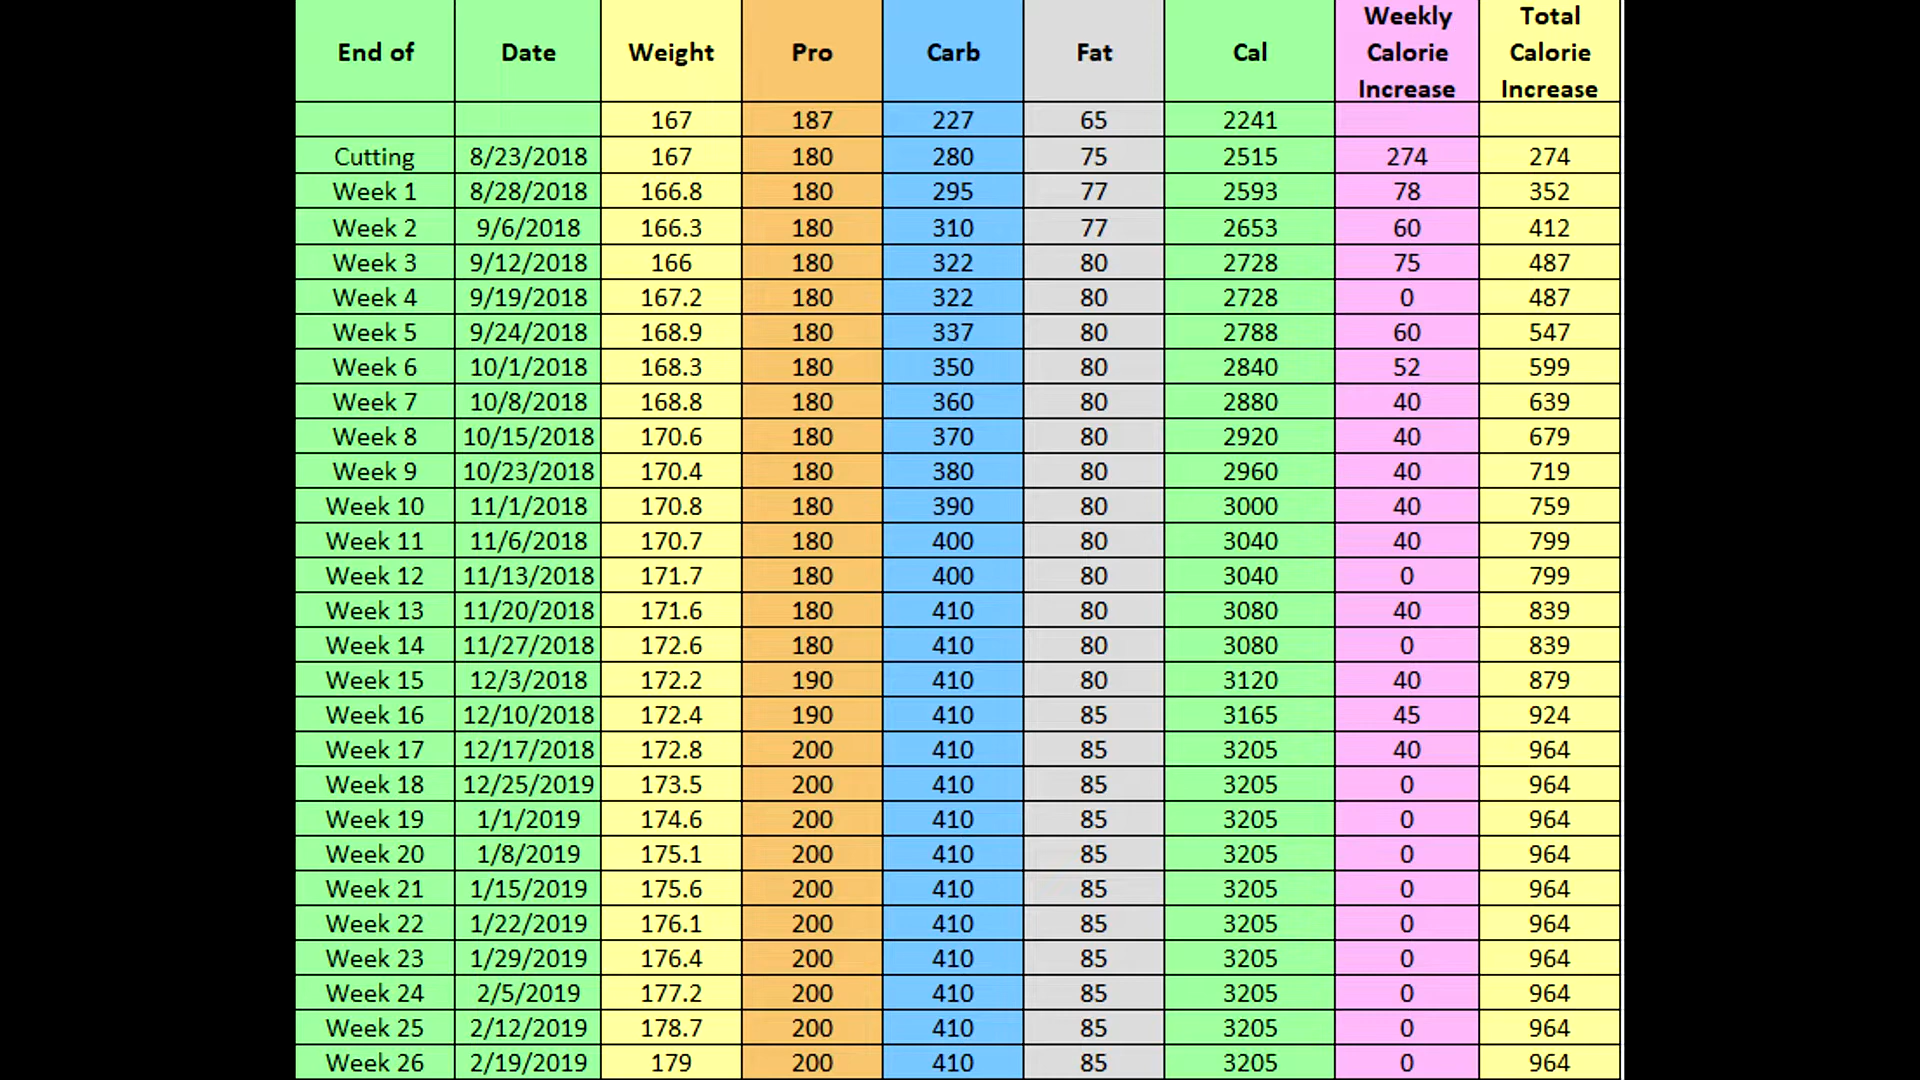 End of Date Weight Pro Carb Fat Cal Weekly Calorie Increase Total Calorie Increase
167 187 227 65 2241
Cutting 8/23/2018 167 180 280 75 2515 274 274
Week 1 8/28/2018 166.8 180 295 77 2593 78 352
Week 2 9/6/2018 166.3 180 310 77 2653 60 412
Week 3 9/12/2018 166 180 322 80 2728 75 487
Week 4 9/19/2018 167.2 180 322 80 2728 0 487
Week 5 9/24/2018 168.9 180 337 80 2788 60 547
Week 6 10/1/2018 168.3 180 350 80 2840 52 599
Week 7 10/8/2018 168.8 180 360 80 2880 40 639
Week 8 10/15/2018 170.6 180 370 80 2920 40 679
Week 9 10/23/2018 170.4 180 380 80 2960 40 719
Week 10 11/1/2018 170.8 180 390 80 3000 40 759
Week 11 11/6/2018 170.7 180 400 80 3040 40 799
Week 12 11/13/2018 171.7 180 400 80 3040 0 799
Week 13 11/20/2018 171.6 180 410 80 3080 40 839
Week 14 11/27/2018 172.6 180 410 80 3080 0 839
Week 15 12/3/2018 172.2 190 410 80 3120 40 879
Week 16 12/10/2018 172.4 190 410 85 3165 45 924
Week 17 12/17/2018 172.8 200 410 85 3205 40 964
Week 18 12/25/2019 173.5 200 410 85 3205 0 964
Week 19 1/1/2019 174.6 200 410 85 3205 0 964
Week 20 1/8/2019 175.1 200 410 85 3205 0 964
Week 21 1/15/2019 175.6 200 410 85 3205 0 964
Week 22 1/22/2019 176.1 200 410 85 3205 0 964
Week 23 1/29/2019 176.4 200 410 85 3205 0 964
Week 24 2/5/2019 177.2 200 410 85 3205 0 964
Week 25 2/12/2019 178.7 200 410 85 3205 0 964
Week 26 2/19/2019 179 200 410 85 3205 0 964